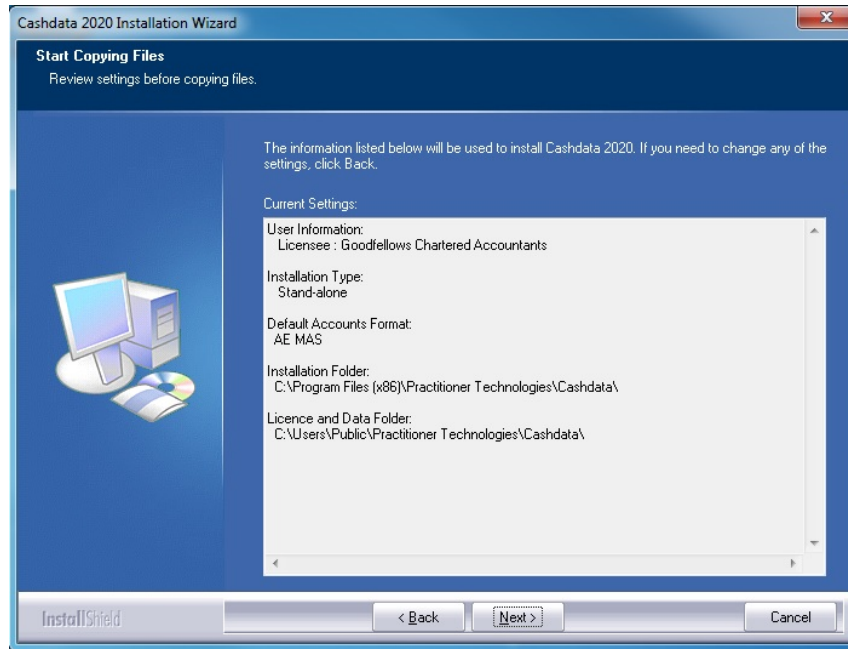 Cashdata 2020 Installation Wizard
Start Copying Files
Review settings before copying files.
The information listed below will be used to install Cashdata 2020. If you need to change any of the
settings, click Back.
Current Settings:
User Information:
Licensee : Goodfellows Chartered Accountants
Installation Type:
Stand-alone
Default Accounts Format:
AE MAS
Installation Folder:
C:\Program Files (x86)\Practitioner Technologies\Cashdata\
Licence and Data Folder:
C:\Users\Public\Practitioner Technologies\Cashdata\
InstallShield
< Back
Next >
Cancel